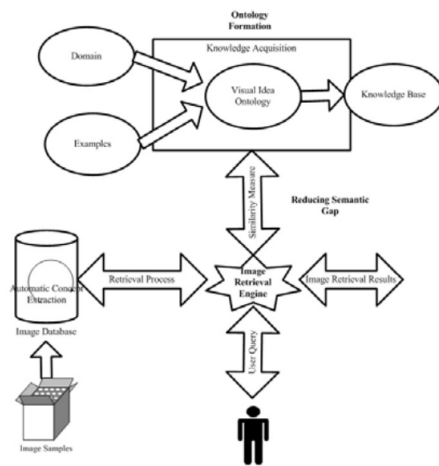 Ontology
Formation
Knowledge Acquisition
Domain
Visual Idea
Ontology
Knowledge Base
Examples
Similarity Measure
Reducing Semantic
Gap
Automatic Concept
Extraction
Retrieval Process
Image
Retrieval
Engine
Image Retrieval Results
Image Database
User Query
Image Samples